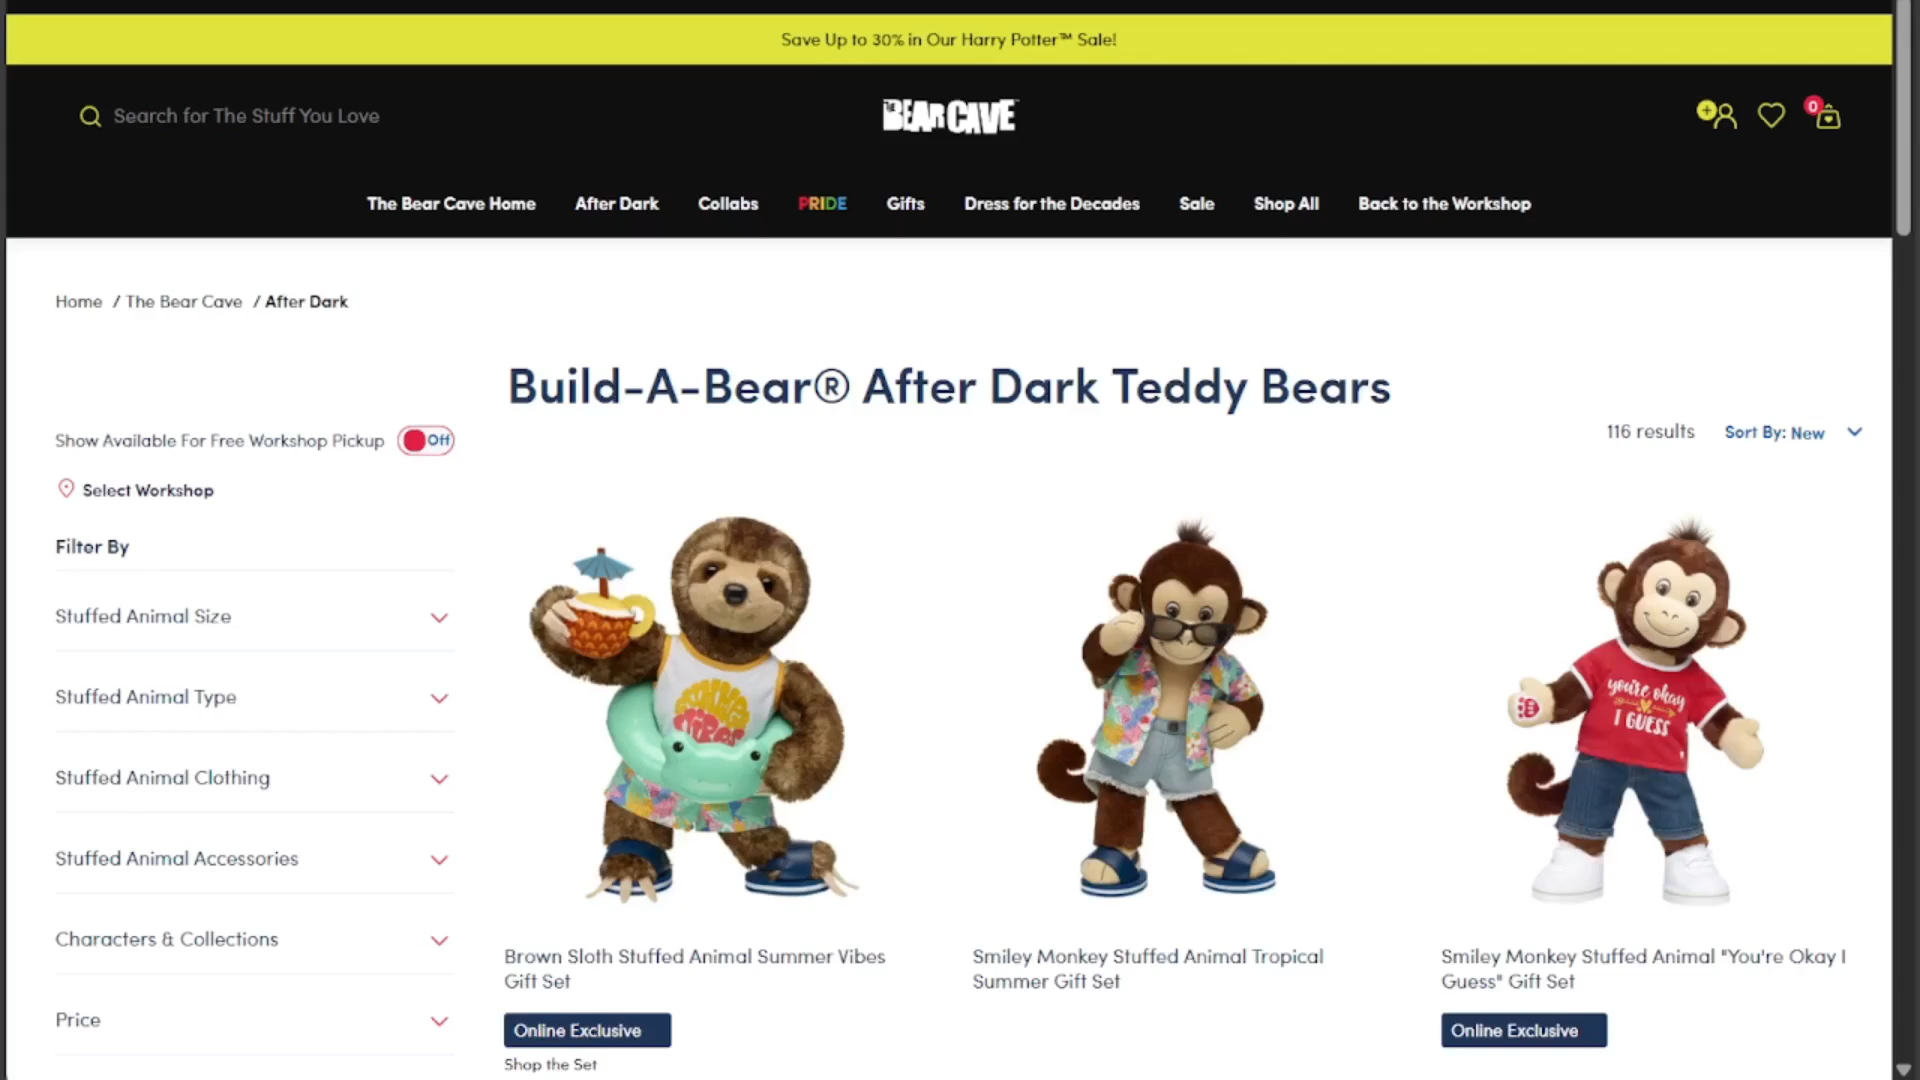 Save Up to 30% in Our Harry Potter™ Sale!
Search for The Stuff You Love
THE BEAR CAVE
+
0
The Bear Cave Home
After Dark
Collabs
PRIDE
Gifts
Dress for the Decades
Sale
Shop All
Back to the Workshop
Home / The Bear Cave / After Dark
Build-A-Bear® After Dark Teddy Bears
Show Available For Free Workshop Pickup
Off
116 results
Sort By: New
Select Workshop
Filter By
Stuffed Animal Size
Stuffed Animal Type
Stuffed Animal Clothing
Stuffed Animal Accessories
Characters & Collections
Price
you're okay
I GUESS
Brown Sloth Stuffed Animal Summer Vibes
Gift Set
Online Exclusive
Shop the Set
Smiley Monkey Stuffed Animal Tropical
Summer Gift Set
Smiley Monkey Stuffed Animal "You're Okay I
Guess" Gift Set
Online Exclusive